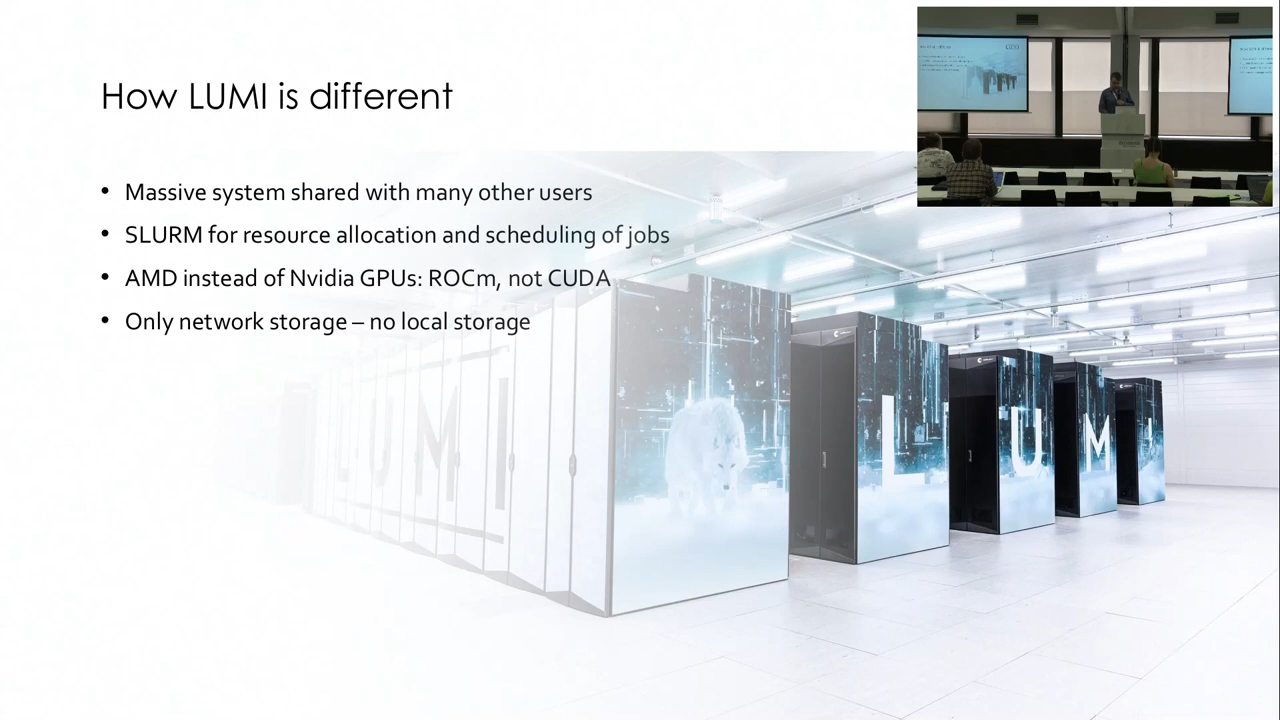 How LUMI is different
• Massive system shared with many other users
• SLURM for resource allocation and scheduling of jobs
• AMD instead of Nvidia GPUs: ROCm, not CUDA
• Only network storage – no local storage
LUMI
L U M I